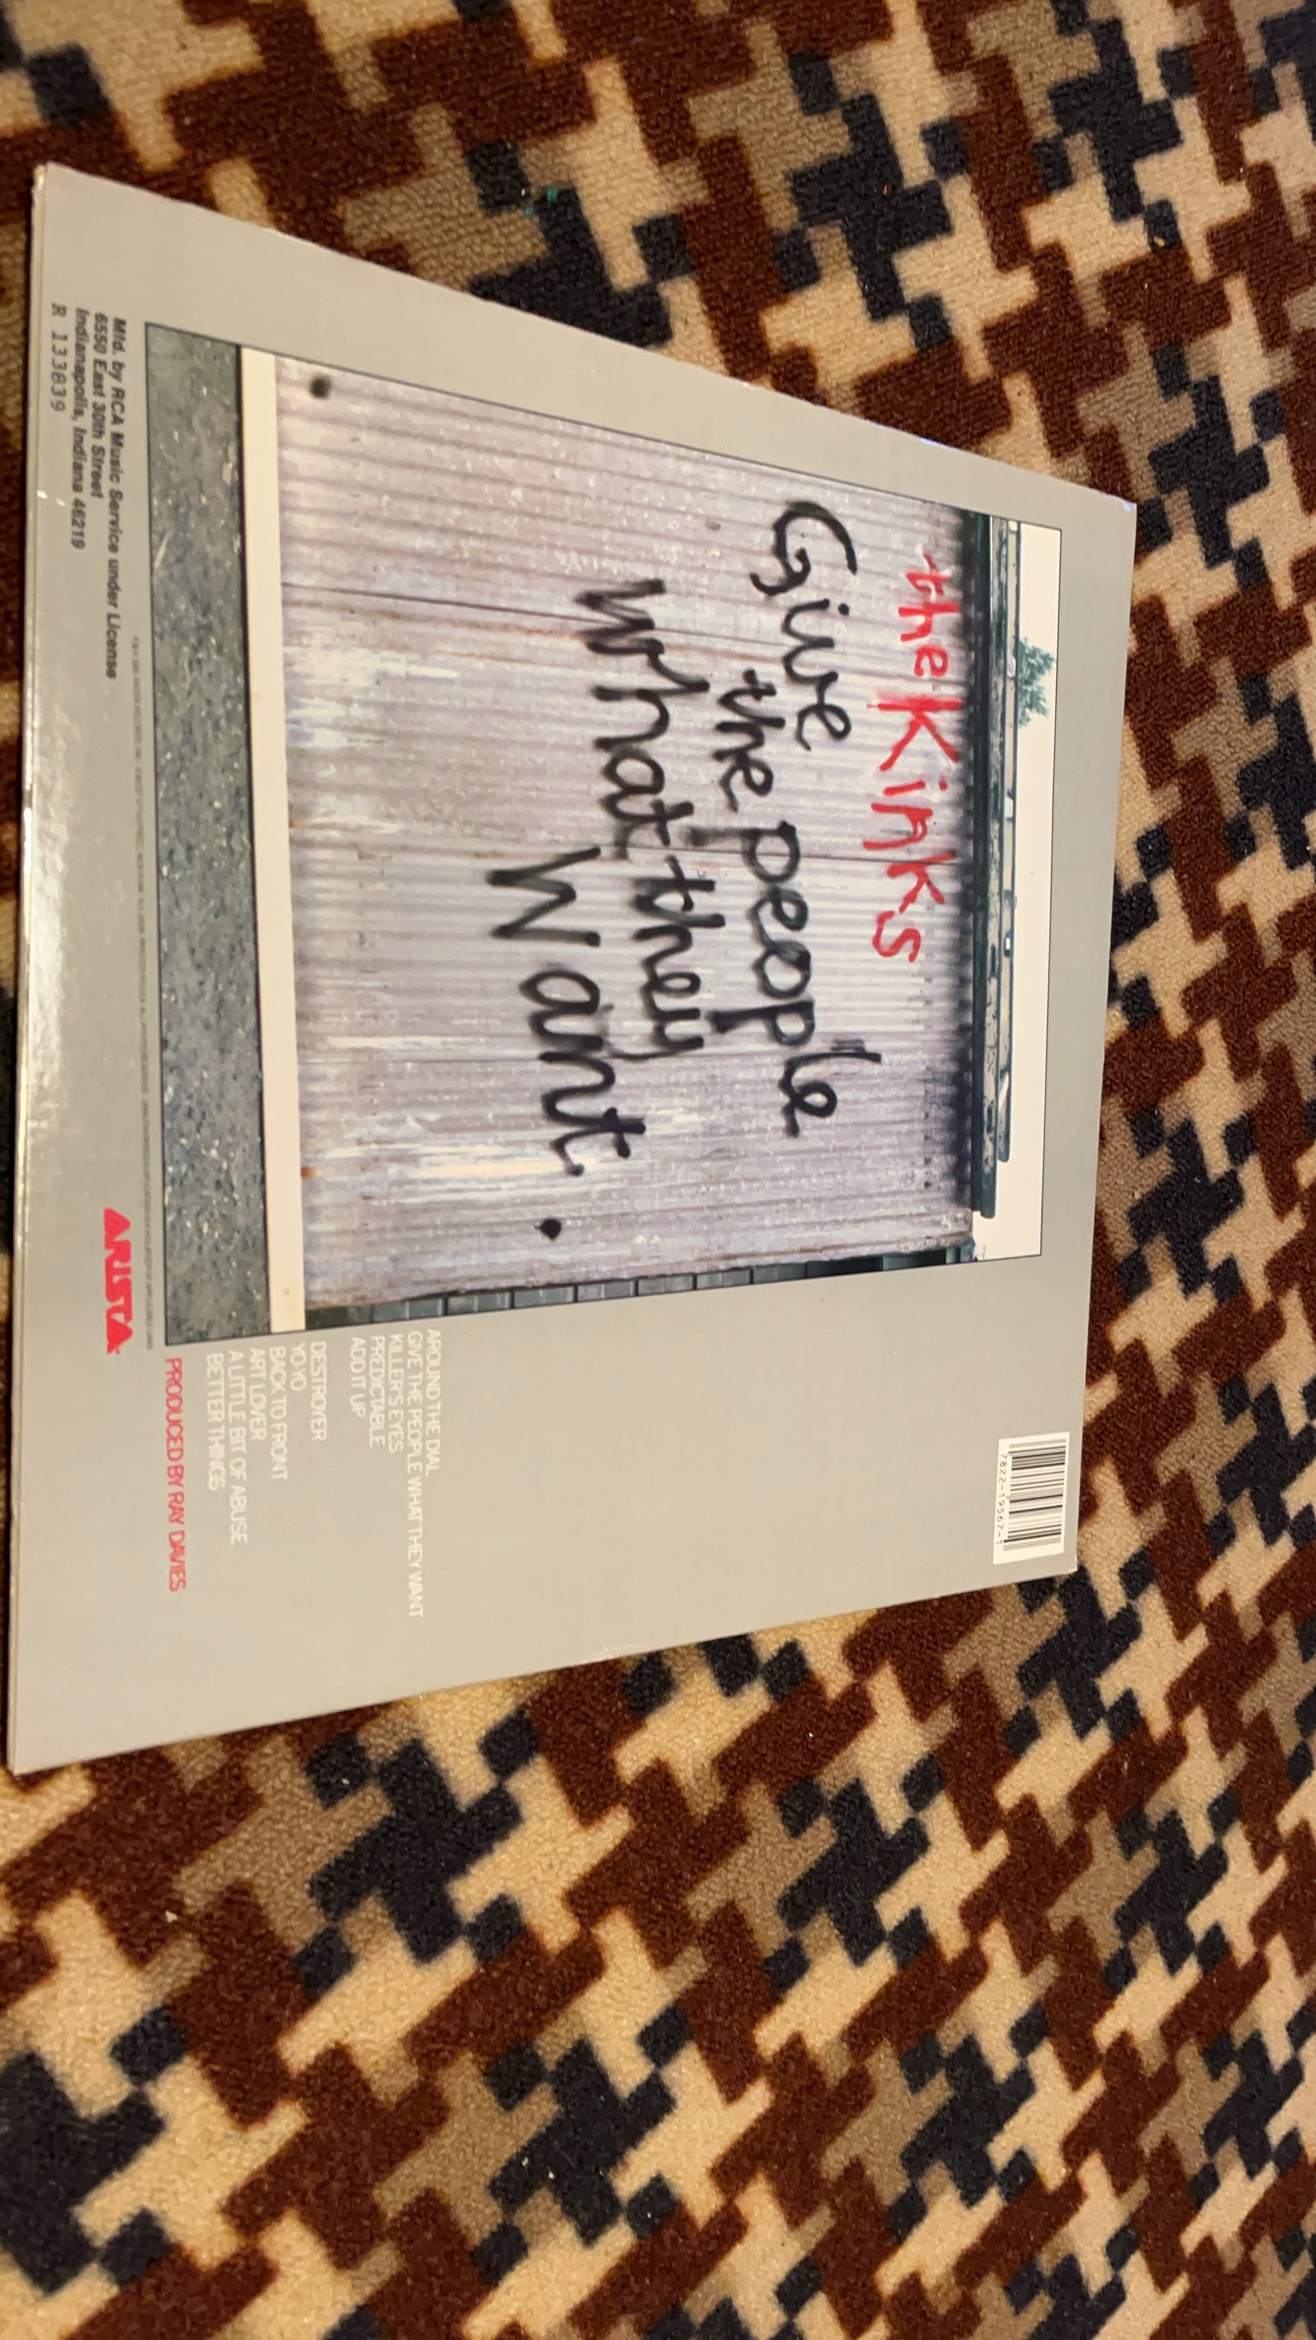 the Kinks
Give
the people
what they
Want.
7822-19567-1
AROUND THE DIAL
GIVE THE PEOPLE WHAT THEY WANT
KILLER'S EYES
PREDICTABLE
ADD IT UP
DESTROYER
YO YO
BACK TO FRONT
ART LOVER
A LITTLE BIT OF ABUSE
BETTER THINGS
PRODUCED BY RAY DAVIES
Mfd. by RCA Music Service under License
6550 East 30th Street
Indianapolis, Indiana 46219
R 133839
ARISTA